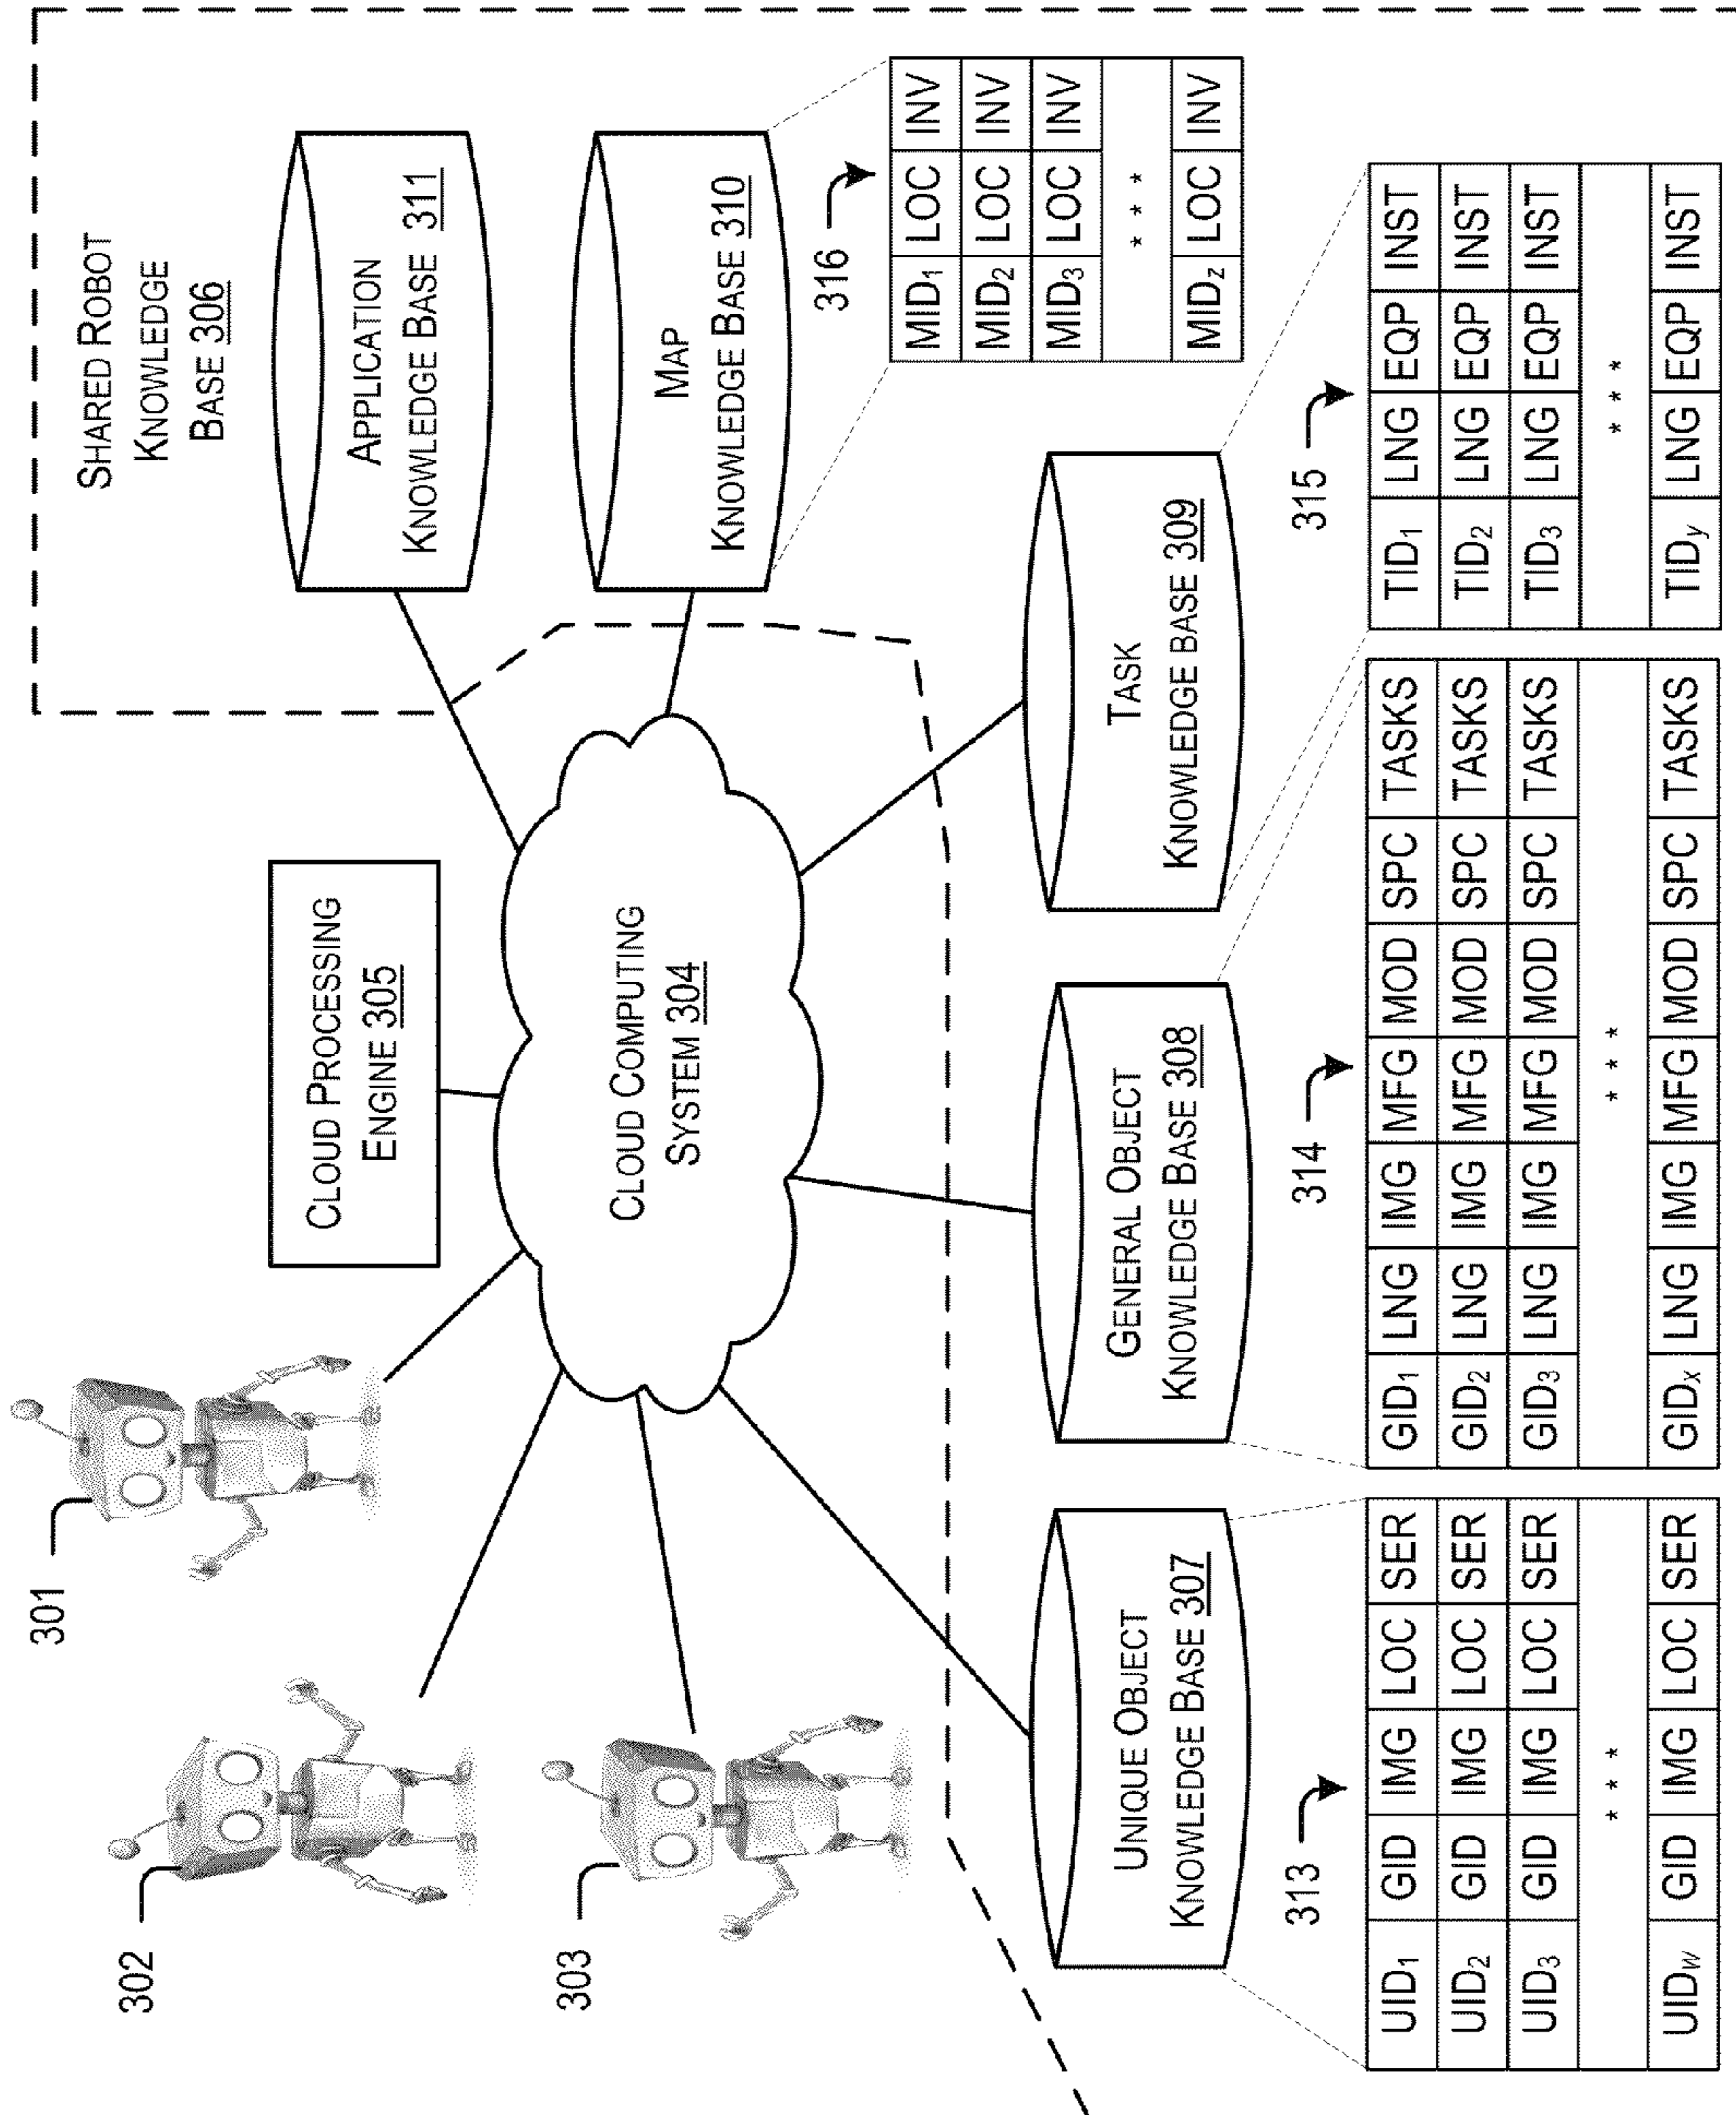 301
302
303
CLOUD PROCESSING
ENGINE 305
SHARED ROBOT
KNOWLEDGE
BASE 306
CLOUD COMPUTING
SYSTEM 304
APPLICATION
KNOWLEDGE BASE 311
MAP
KNOWLEDGE BASE 310
316
MID₁ LOC INV
MID₂ LOC INV
MID₃ LOC INV
* * *
MID_z LOC INV
UNIQUE OBJECT
KNOWLEDGE BASE 307
GENERAL OBJECT
KNOWLEDGE BASE 308
TASK
KNOWLEDGE BASE 309
313
UID₁ GID IMG LOC SER
UID₂ GID IMG LOC SER
UID₃ GID IMG LOC SER
* * *
UID_w GID IMG LOC SER
314
GID₁ LNG IMG MFG MOD SPC TASKS
GID₂ LNG IMG MFG MOD SPC TASKS
GID₃ LNG IMG MFG MOD SPC TASKS
* * *
GID_x LNG IMG MFG MOD SPC TASKS
315
TID₁ LNG EQP INST
TID₂ LNG EQP INST
TID₃ LNG EQP INST
* * *
TID_y LNG EQP INST